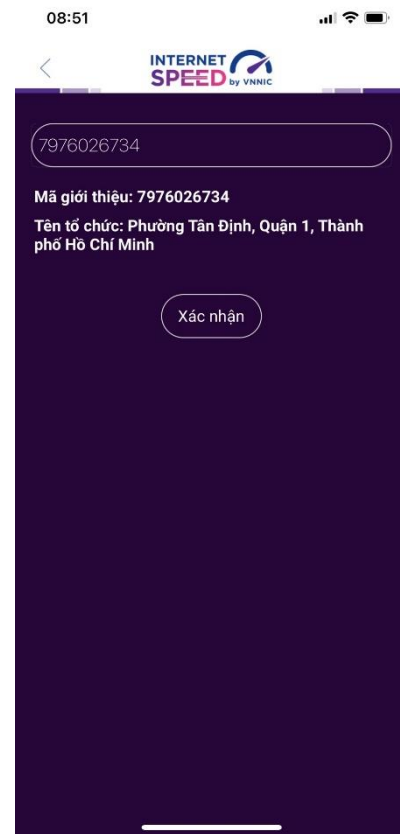 08:51
INTERNET
SPEED by VNNIC
7976026734
Mã giới thiệu: 7976026734
Tên tổ chức: Phường Tân Định, Quận 1, Thành
phố Hồ Chí Minh
Xác nhận